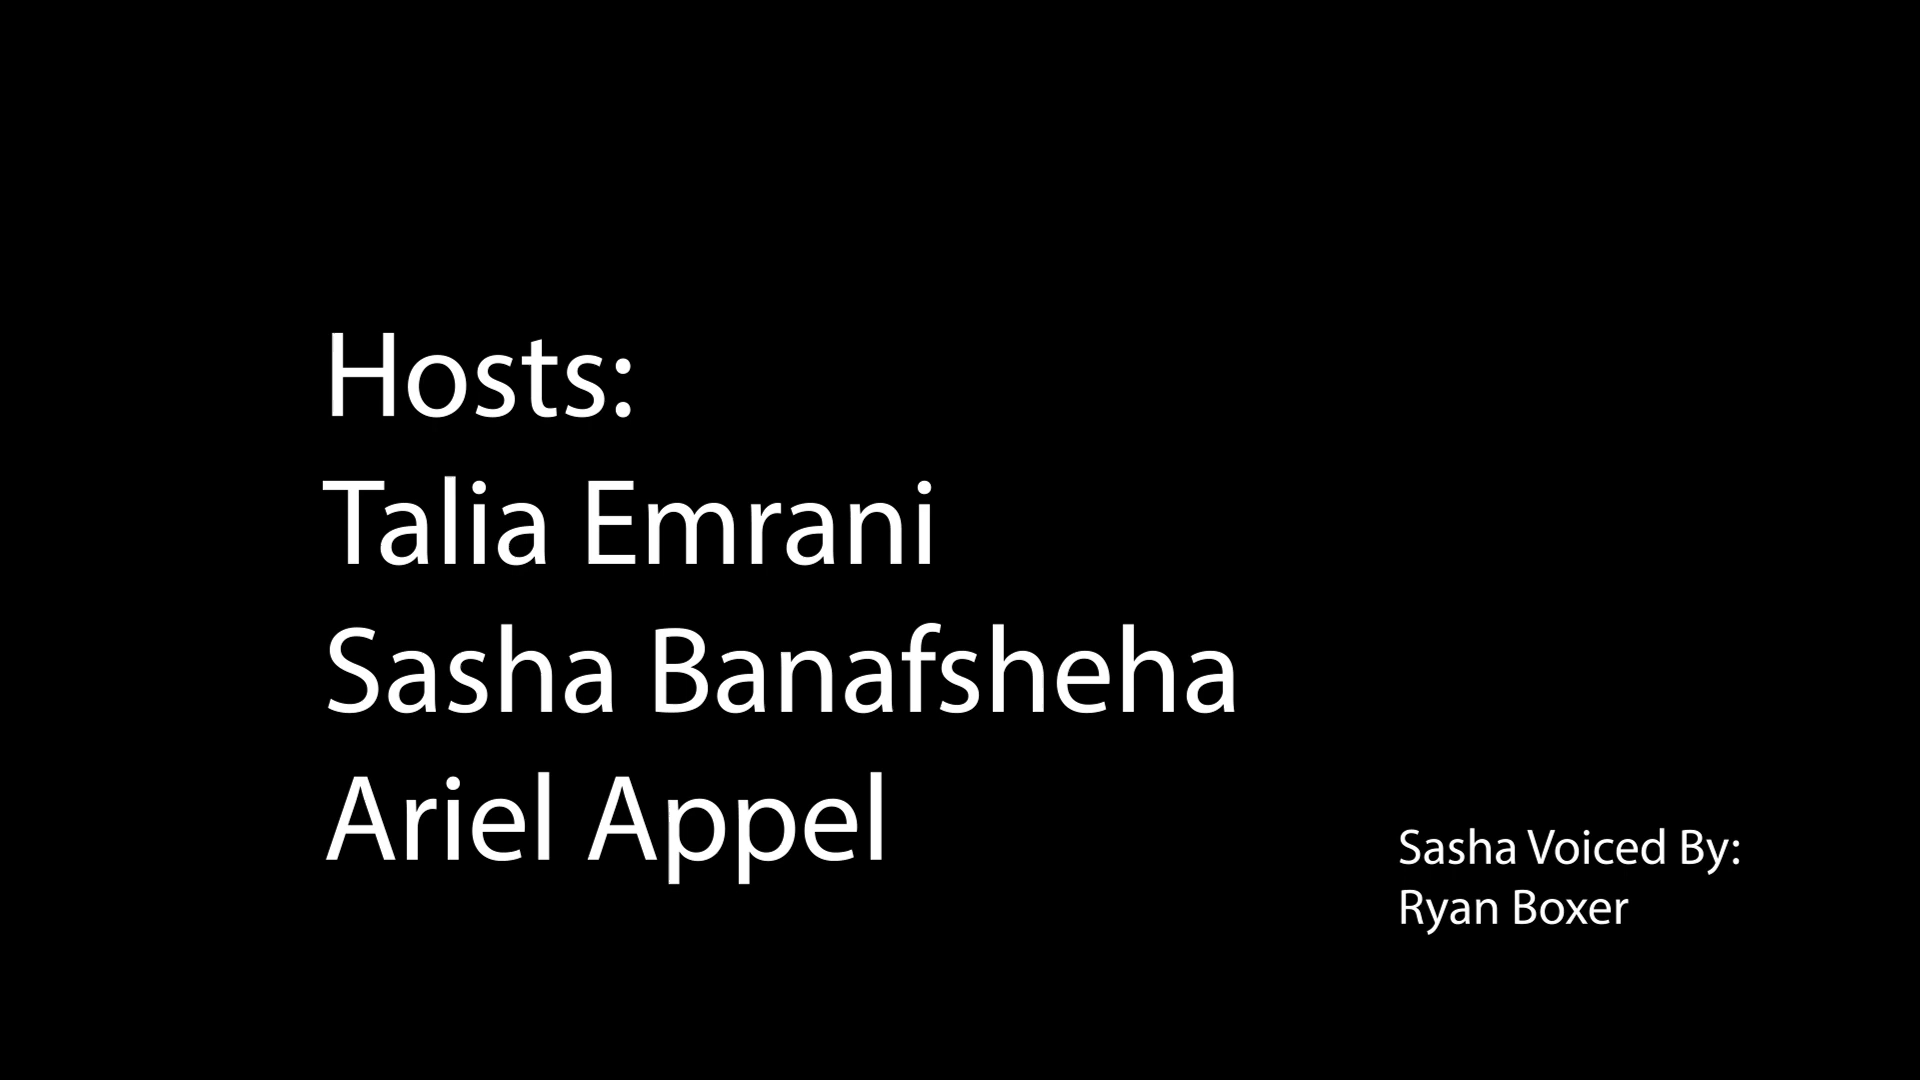 Hosts:
Talia Emrani
Sasha Banafsheha
Ariel Appel
Sasha Voiced By:
Ryan Boxer